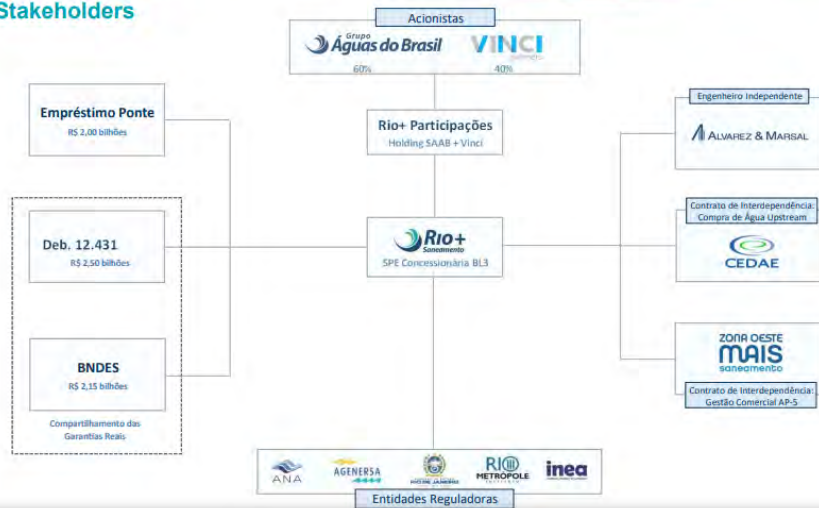 Stakeholders
Acionistas
Grupo
Águas do Brasil
VINCI
60%
40%
Empréstimo Ponte
R$ 2,00 bilhões
Rio+ Participações
Holding SAAB + Vinci
Engenheiro Independente
ALVAREZ & MARSAL
Deb. 12.431
R$ 2,50 bilhões
RIO+
Saneamento
SPE Concessionária BL3
Contrato de Interdependência:
Compra de Água Upstream
CEDAE
BNDES
R$ 2,15 bilhões
Compartilhamento das
Garantias Reais
ZONA OESTE
MAIS
saneamento
Contrato de Interdependência:
Gestão Comercial AP-5
ANA
AGENERSA
RIO DE JANEIRO
RIO
METRÓPOLE
inea
Entidades Reguladoras